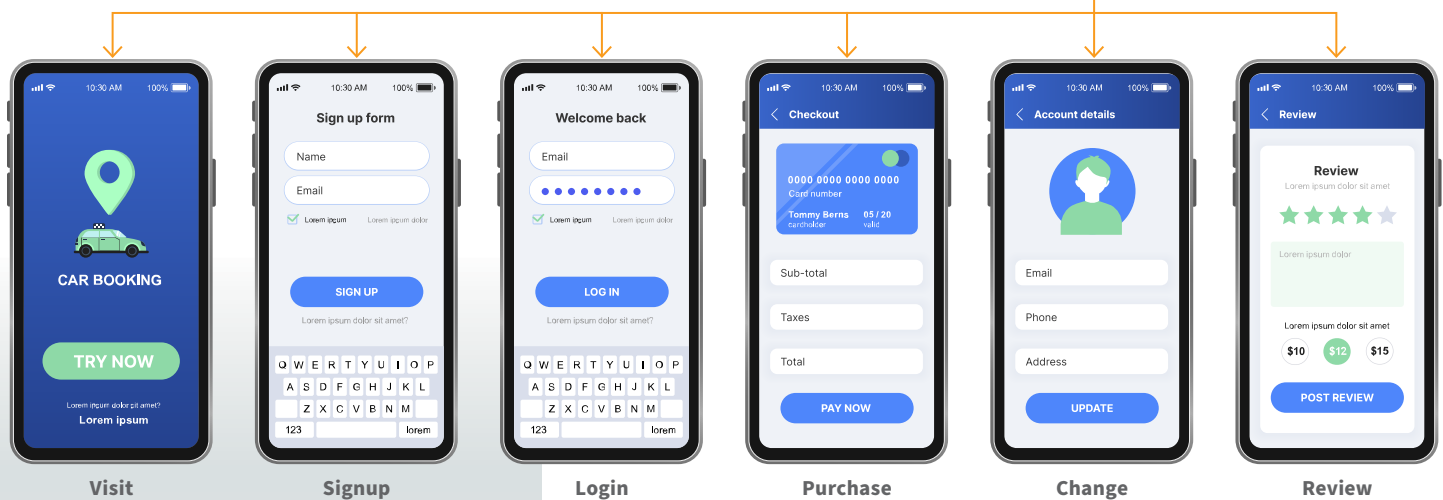 10:30 AM 100%
CAR BOOKING
TRY NOW
Lorem ipsum dolor sit amet?
Lorem ipsum
Visit
10:30 AM 100%
Sign up form
Name
Email
Lorem ipsum Lorem ipsum dolor
SIGN UP
Lorem ipsum dolor sit amet?
Q W E R T Y U I O P
A S D F G H J K L
Z X C V B N M
123 lorem
Signup
10:30 AM 100%
Welcome back
Email
Lorem ipsum Lorem ipsum dolor
LOG IN
Lorem ipsum dolor sit amet?
Q W E R T Y U I O P
A S D F G H J K L
Z X C V B N M
123 lorem
Login
10:30 AM 100%
Checkout
0000 0000 0000 0000
Card number
Tommy Berns 05 / 20
cardholder valid
Sub-total
Taxes
Total
PAY NOW
Purchase
10:30 AM 100%
Account details
Email
Phone
Address
UPDATE
Change
10:30 AM 100%
Review
Review
Lorem ipsum dolor sit amet
Lorem ipsum dolor
Lorem ipsum dolor sit amet
$10 $12 $15
POST REVIEW
Review